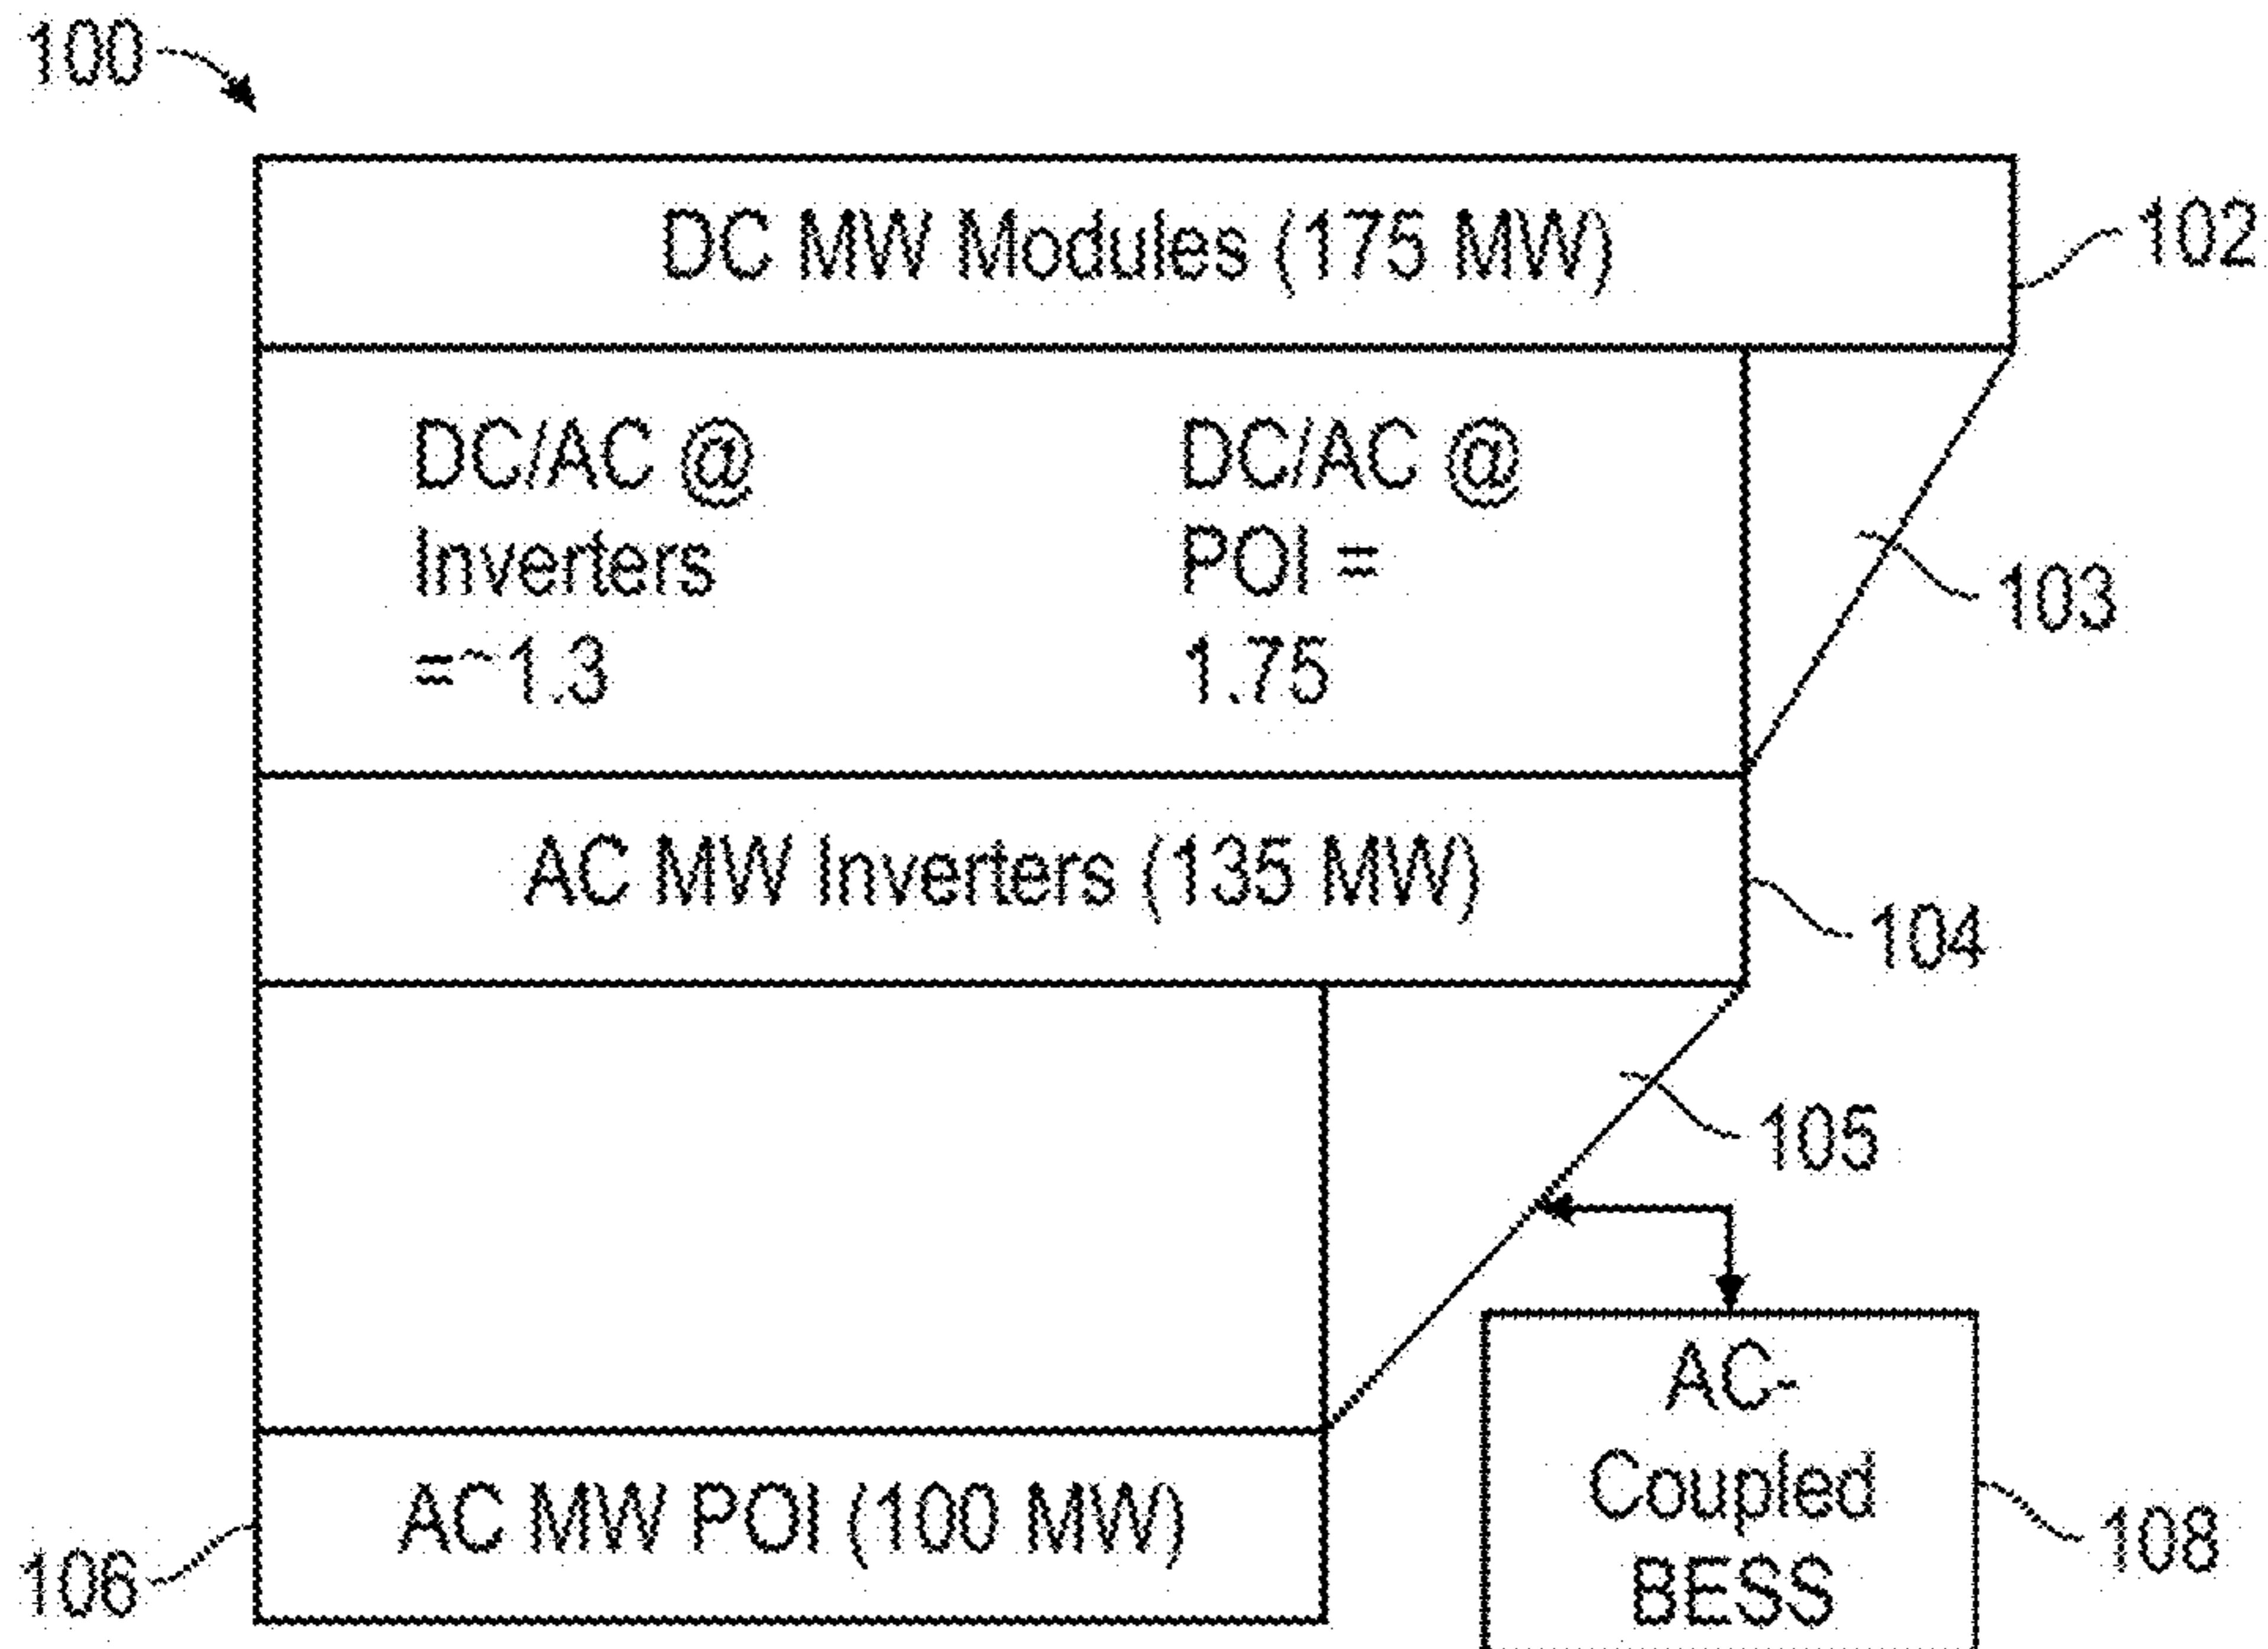 100
DC MW Modules (175 MW)
102
DC/AC @
Inverters
=~1.3
DC/AC @
POI =
1.75
103
AC MW Inverters (135 MW)
104
105
AC MW POI (100 MW)
106
AC-
Coupled
BESS
108